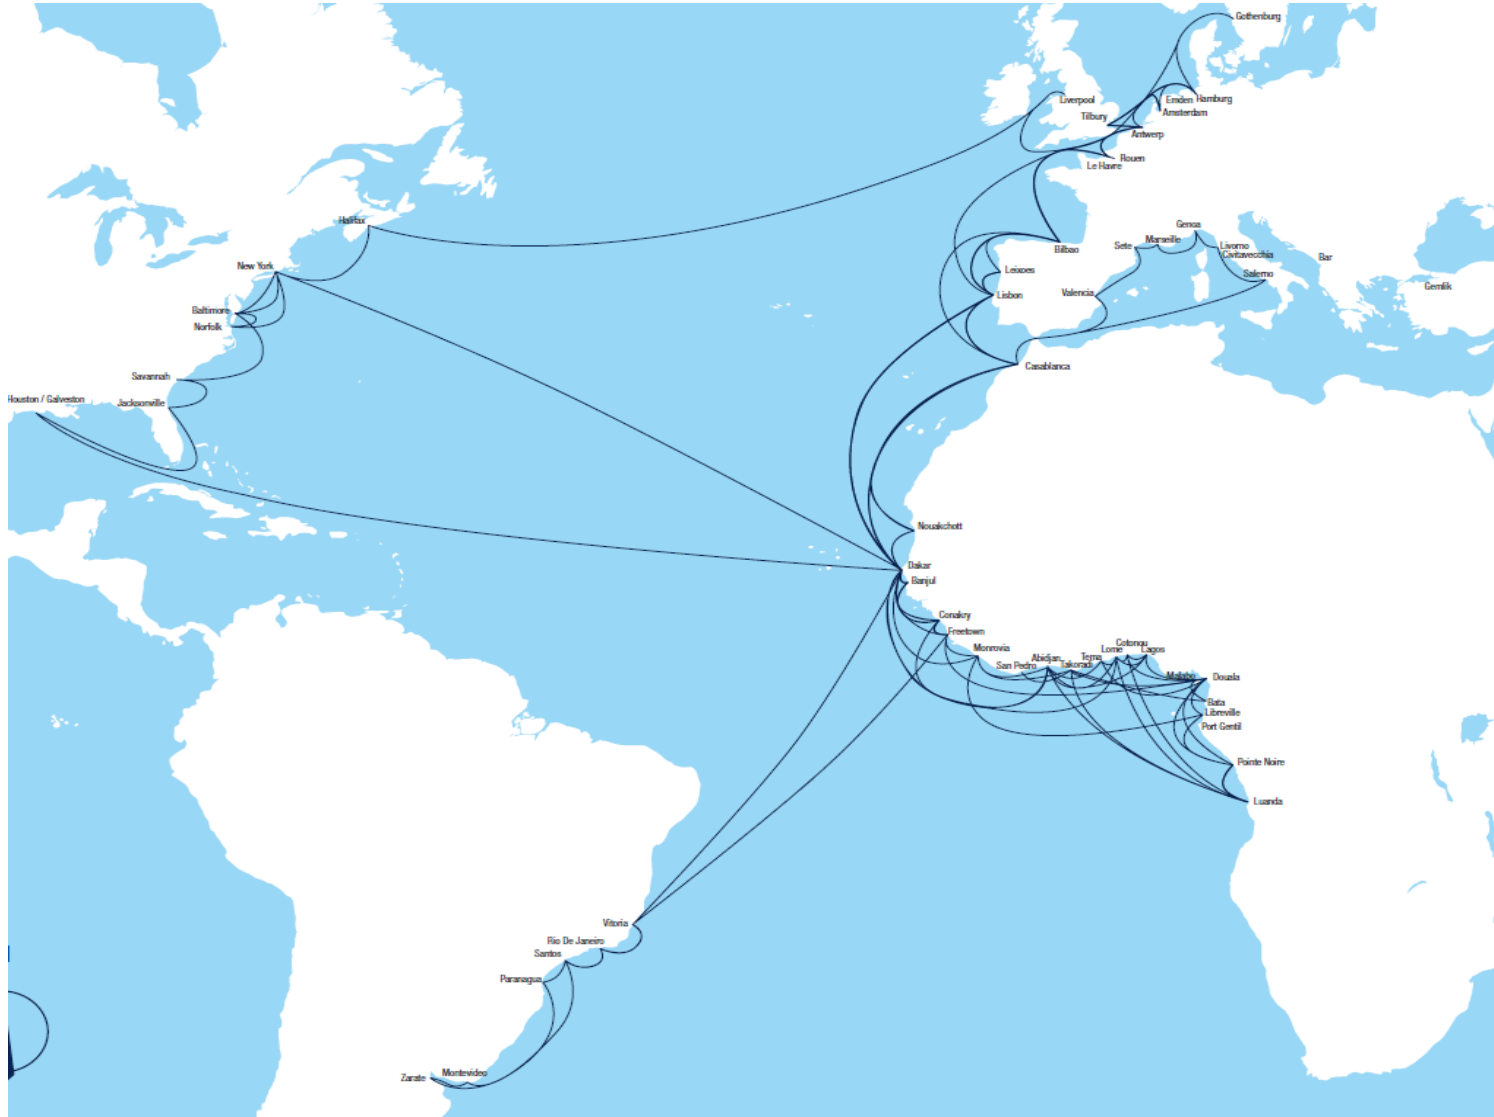 Gothenburg
Liverpool
Emden
Hamburg
Tilbury
Amsterdam
Antwerp
Rouen
Le Havre
Halifax
Genoa
Sete
Marseille
Livorno
Bilbao
Civitavecchia
Bar
New York
Leixoes
Salerno
Gemlik
Lisbon
Valencia
Baltimore
Norfolk
Casablanca
Savannah
Houston / Galveston
Jacksonville
Nouakchott
Dakar
Banjul
Conakry
Freetown
Monrovia
Cotonou
Lome
Lagos
Abidjan
Tema
San Pedro
Takoradi
Malabo
Douala
Bata
Libreville
Port Gentil
Pointe Noire
Luanda
Vitoria
Rio De Janeiro
Santos
Paranagua
Montevideo
Zarate